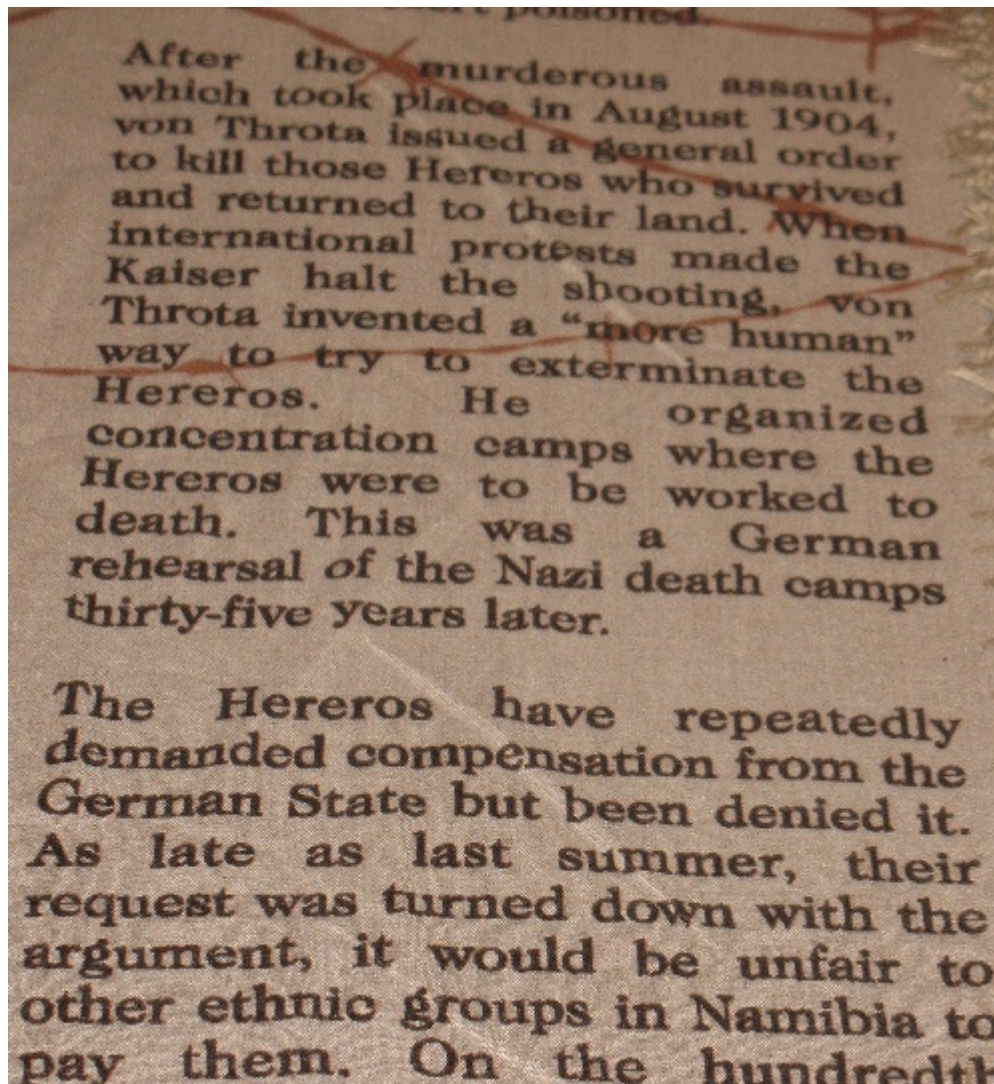 poisoned.
After the murderous assault,
which took place in August 1904,
von Throta issued a general order
to kill those Hereros who survived
and returned to their land. When
international protests made the
Kaiser halt the shooting, von
Throta invented a “more human”
way to try to exterminate the
Hereros. He organized
concentration camps where the
Hereros were to be worked to
death. This was a German
rehearsal of the Nazi death camps
thirty-five years later.
The Hereros have repeatedly
demanded compensation from the
German State but been denied it.
As late as last summer, their
request was turned down with the
argument, it would be unfair to
other ethnic groups in Namibia to
pay them. On the hundredth